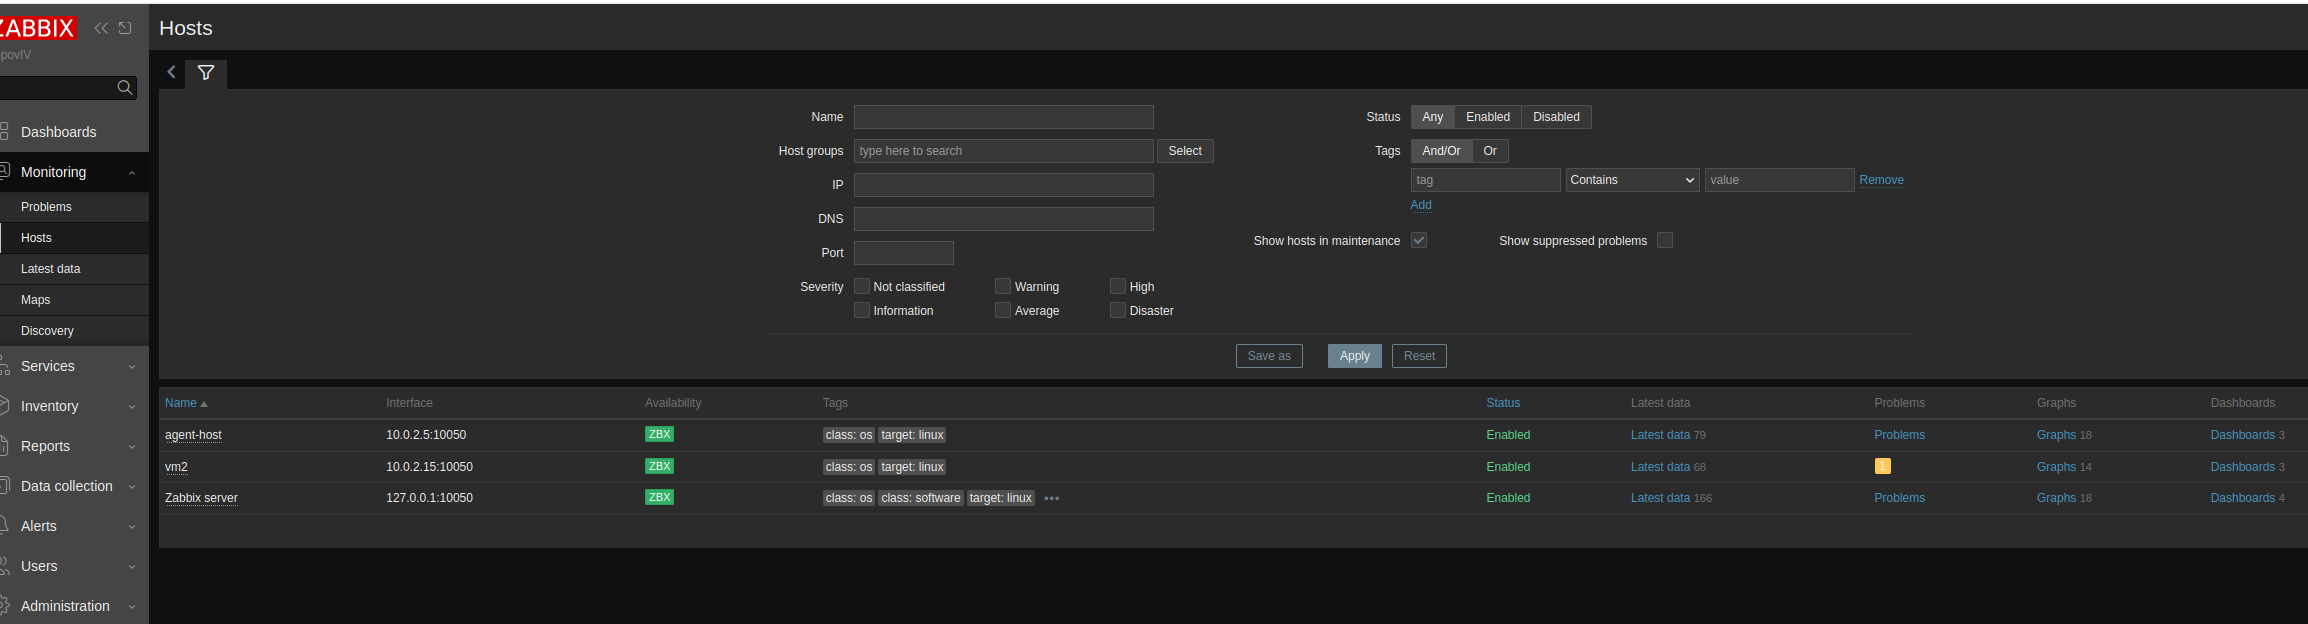 ZABBIX
Hosts
povIV
Dashboards
Monitoring
Problems
Hosts
Latest data
Maps
Discovery
Services
Inventory
Reports
Data collection
Alerts
Users
Administration
Name
Host groups type here to search Select
IP
DNS
Port
Severity Not classified Warning High
Information Average Disaster
Status Any Enabled Disabled
Tags And/Or Or
tag Contains value Remove
Add
Show hosts in maintenance Show suppressed problems
Save as Apply Reset
Name Interface Availability Tags Status Latest data Problems Graphs Dashboards
agent-host 10.0.2.5:10050 ZBX class: os target: linux Enabled Latest data 79 Problems Graphs 18 Dashboards 3
vm2 10.0.2.15:10050 ZBX class: os target: linux Enabled Latest data 68 1 Graphs 14 Dashboards 3
Zabbix server 127.0.0.1:10050 ZBX class: os class: software target: linux ••• Enabled Latest data 166 Problems Graphs 18 Dashboards 4